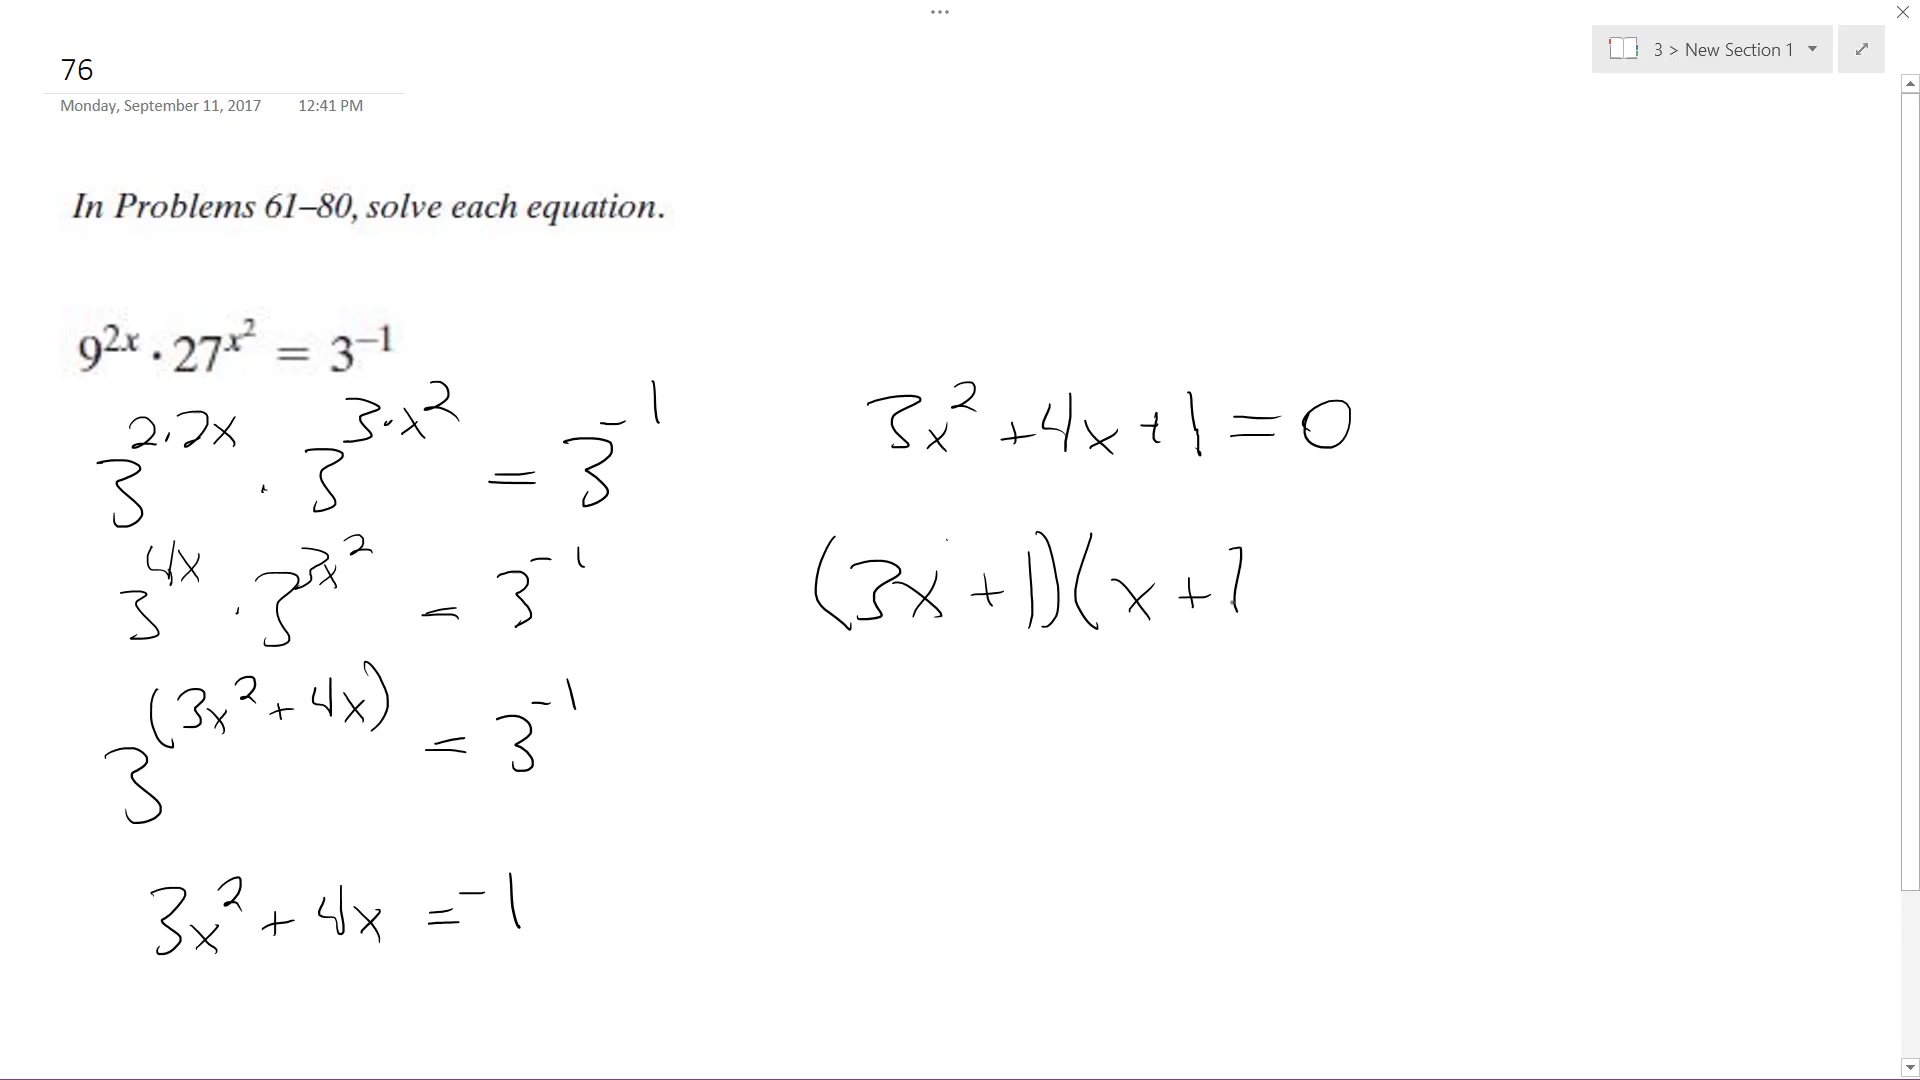 ...
3 > New Section 1
76
Monday, September 11, 2017 12:41 PM
In Problems 61–80, solve each equation.
9^{2x} · 27^{x^2} = 3^{-1}
3^{2·2x} · 3^{3·x^2} = 3^{-1}
3^{4x} · 3^{3x^2} = 3^{-1}
3^{(3x^2 + 4x)} = 3^{-1}
3x^2 + 4x = -1
3x^2 + 4x + 1 = 0
(3x + 1)(x + 1